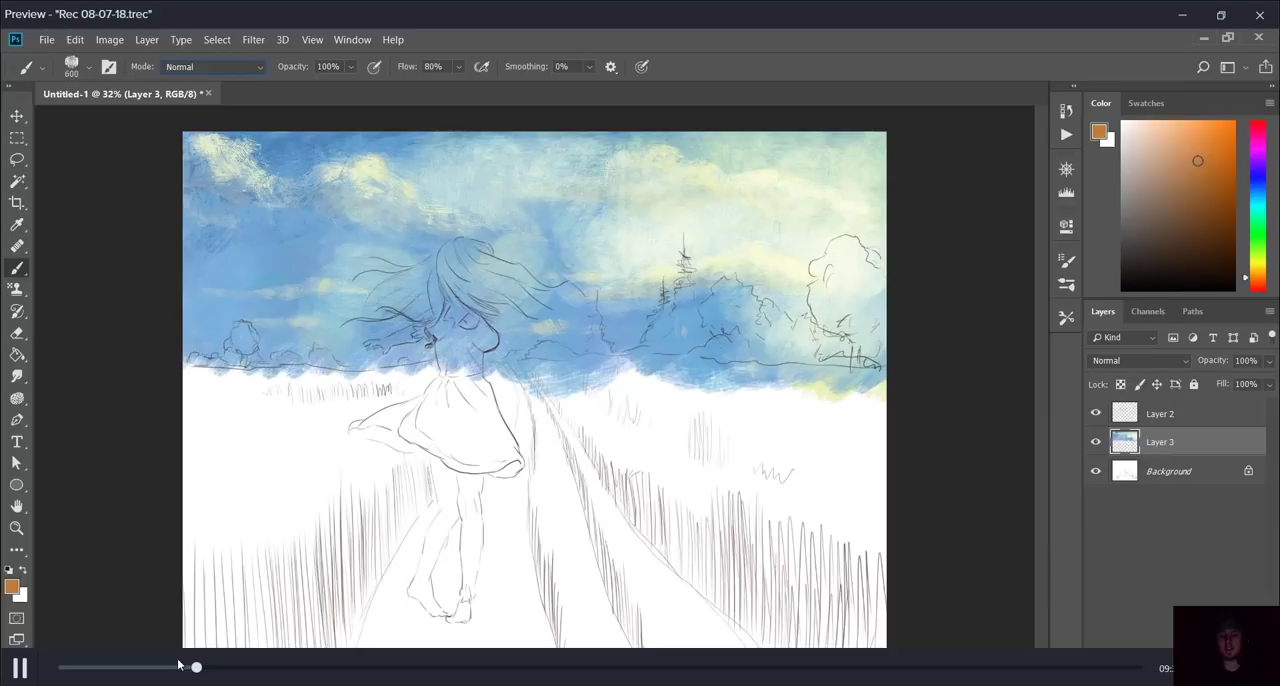 Preview - "Rec 08-07-18.trec"
Ps File Edit Image Layer Type Select Filter 3D View Window Help
600 Mode: Normal Opacity: 100% Flow: 80% Smoothing: 0%
Untitled-1 @ 32% (Layer 3, RGB/8) *
Color Swatches
Layers Channels Paths
Kind
Normal Opacity: 100%
Lock: Fill: 100%
Layer 2
Layer 3
Background